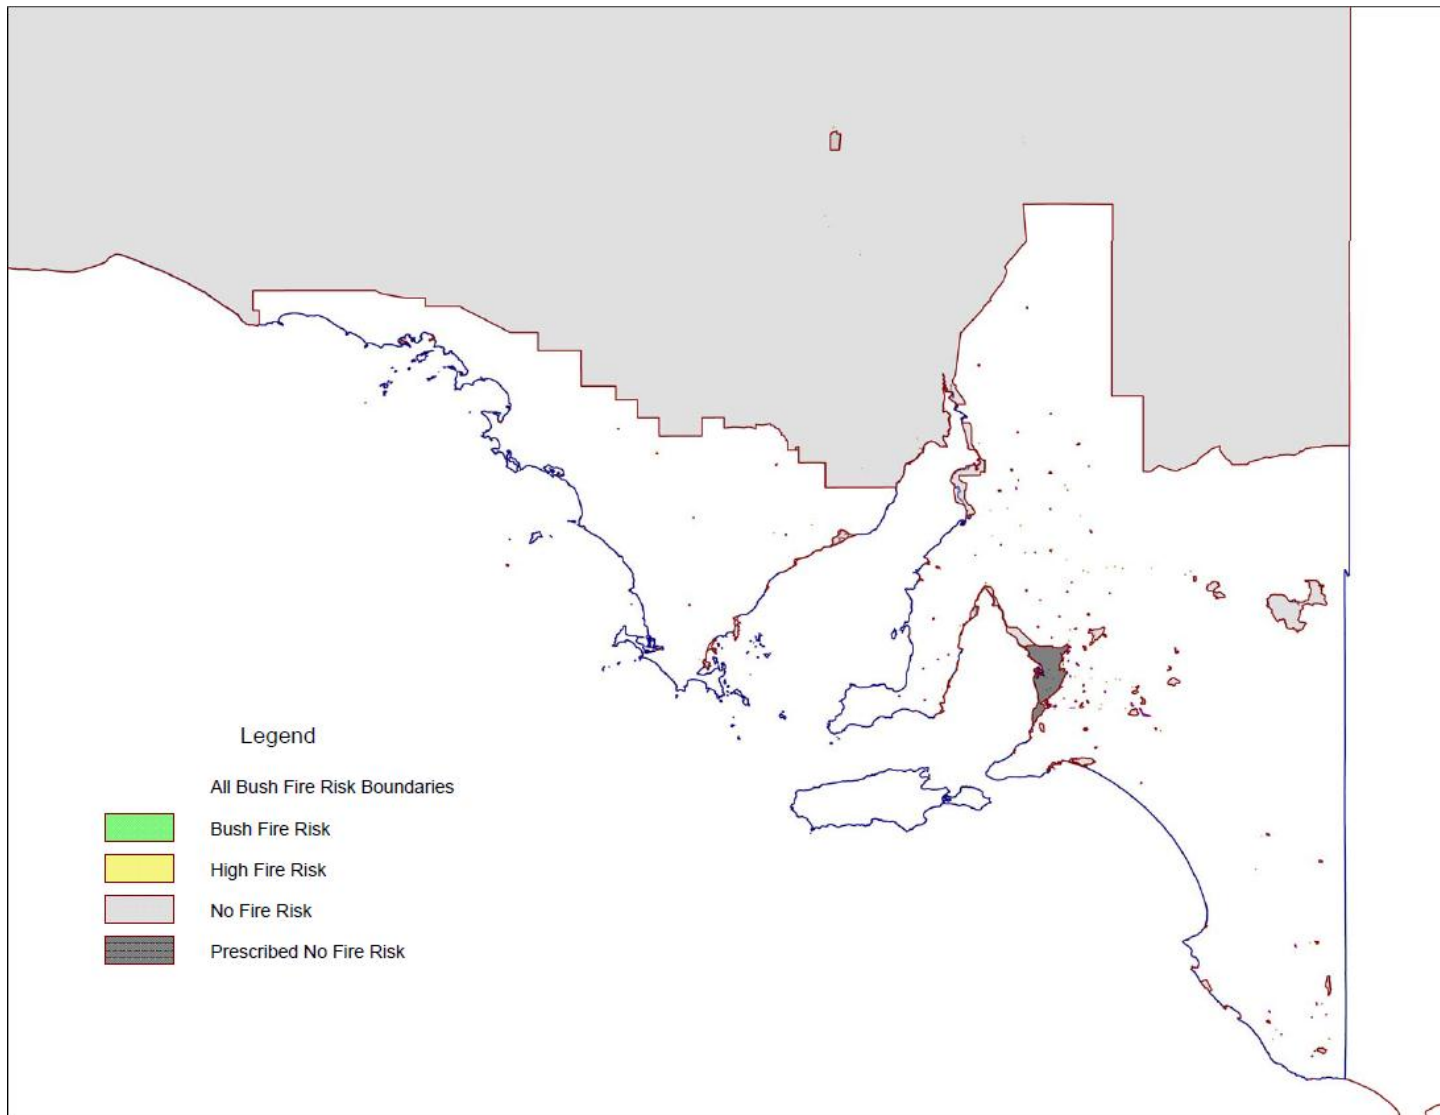 Legend
All Bush Fire Risk Boundaries
Bush Fire Risk
High Fire Risk
No Fire Risk
Prescribed No Fire Risk